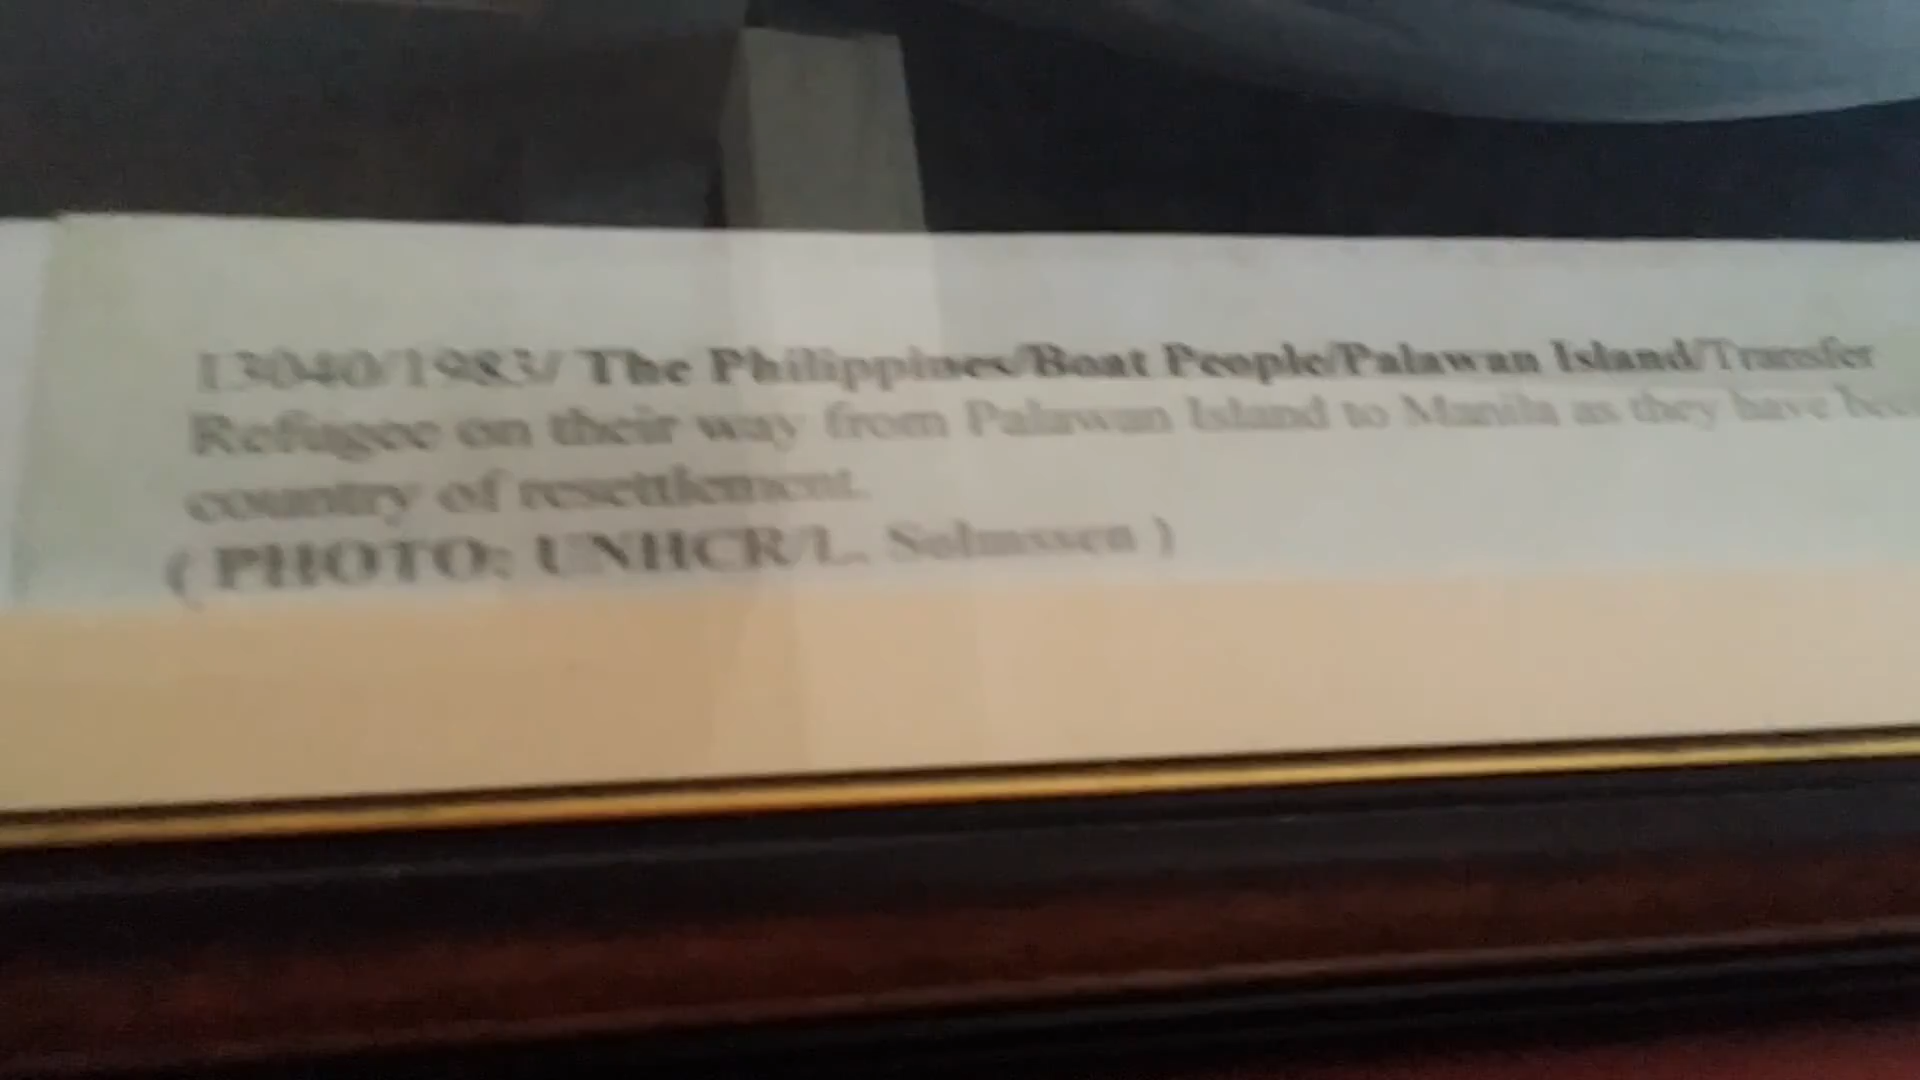 13040/1983/ The Philippines/Boat People/Palawan Island/Transfer
Refugee on their way from Palawan Island to Manila as they have
country of resettlement.
( PHOTO: UNHCR/L. Solmssen )